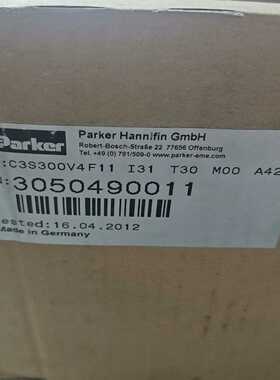 Parker
Parker Hannifin GmbH
Robert-Bosch-Straße 22 77656 Offenburg
Tel. +49 (0) 781/509-0 www.parker-eme.com
:C3S300V4F11 I31 T30 M00 A42
:3050490011
ested: 16.04.2012
Made in Germany